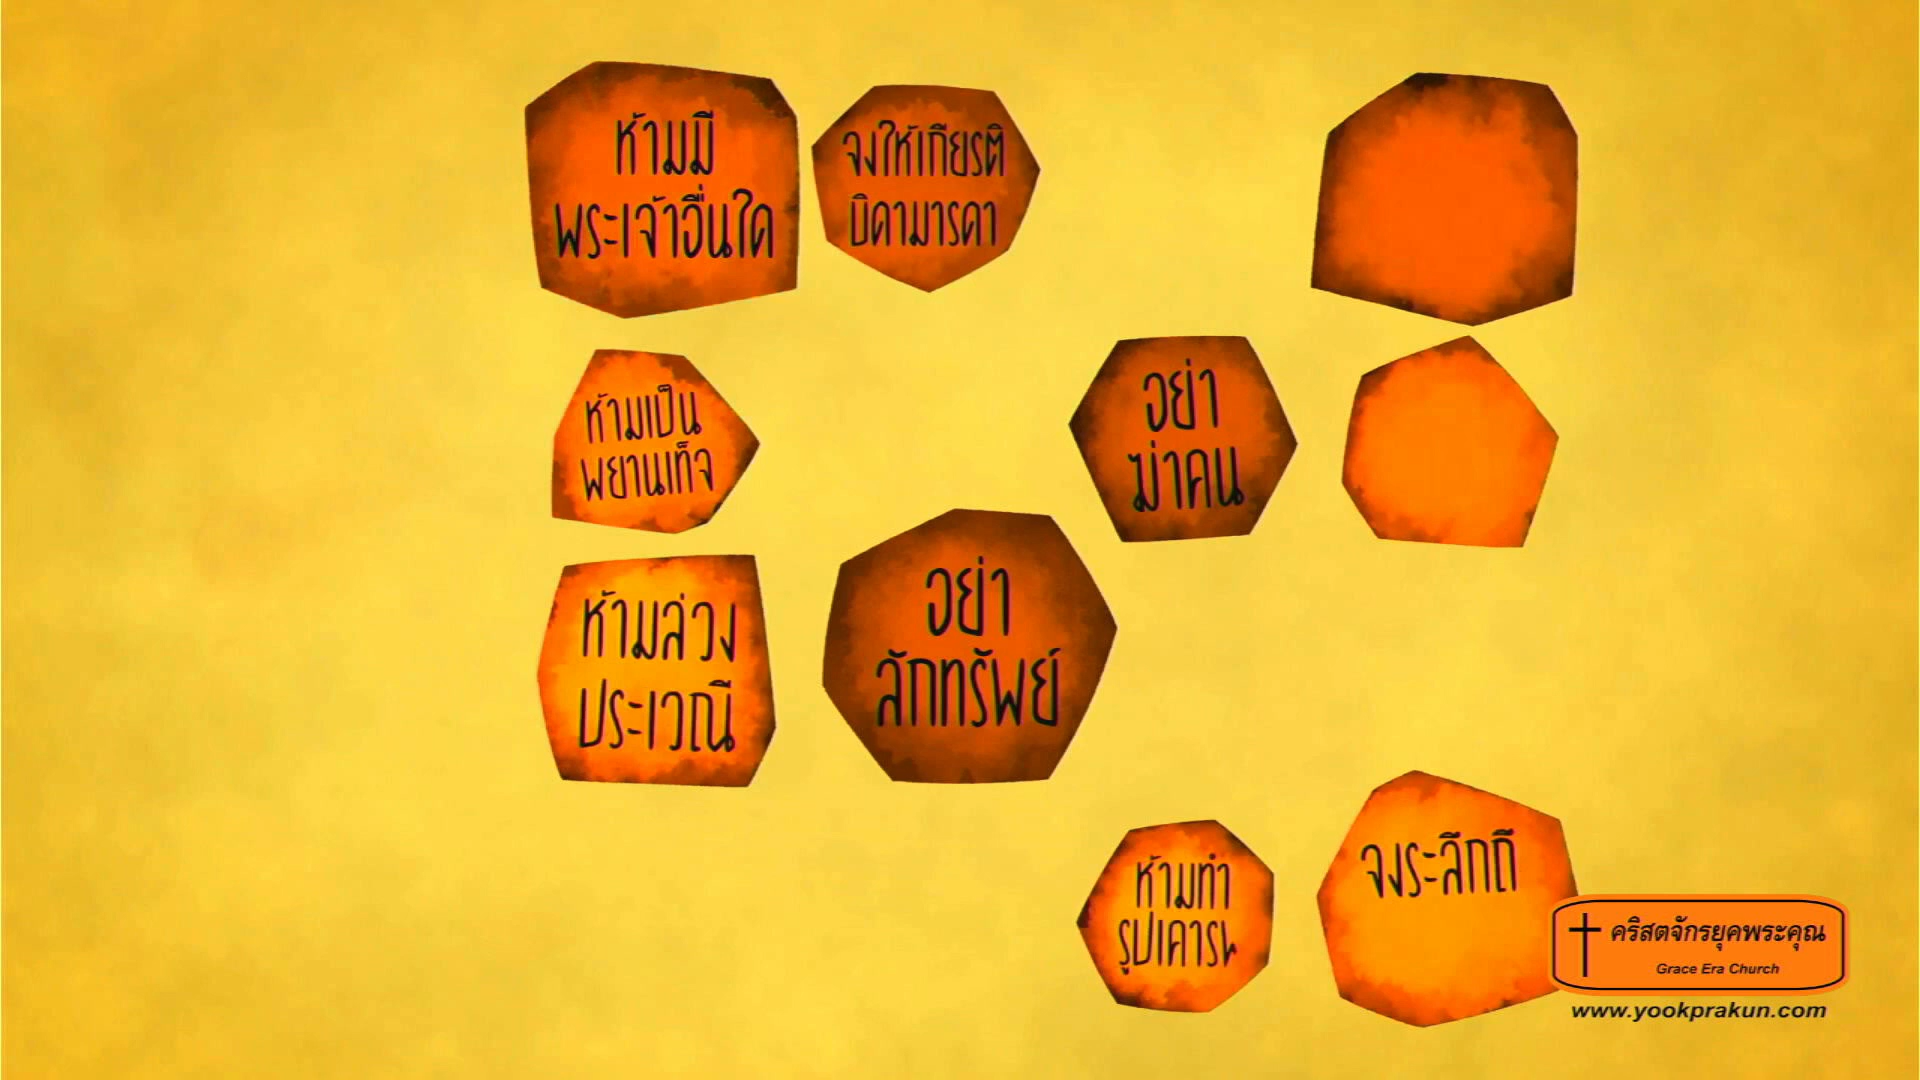 ห้ามมี
พระเจ้าอื่นใด
จงให้เกียรติ
บิดามารดา
ห้ามเป็น
พยานเท็จ
อย่า
ฆ่าคน
ห้ามล่วง
ประเวณี
อย่า
ลักทรัพย์
ห้ามทำ
รูปเคารพ
จงระลึกถึ
คริสตจักรยุคพระคุณ
Grace Era Church
www.yookprakun.com